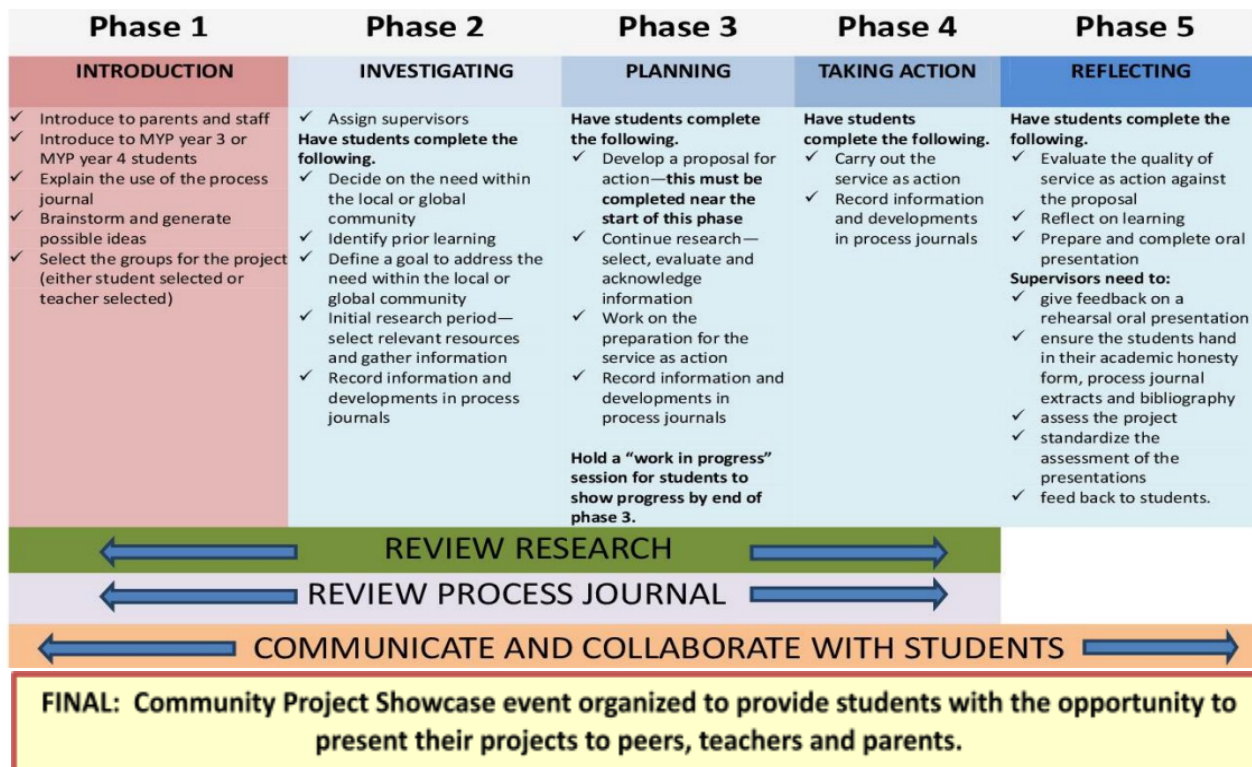 Phase 1
Phase 2
Phase 3
Phase 4
Phase 5
INTRODUCTION
INVESTIGATING
PLANNING
TAKING ACTION
REFLECTING
✓ Introduce to parents and staff
✓ Introduce to MYP year 3 or
MYP year 4 students
✓ Explain the use of the process
journal
✓ Brainstorm and generate
possible ideas
✓ Select the groups for the project
(either student selected or
teacher selected)
✓ Assign supervisors
Have students complete the
following.
✓ Decide on the need within
the local or global
community
✓ Identify prior learning
✓ Define a goal to address the
need within the local or
global community
✓ Initial research period—
select relevant resources
and gather information
✓ Record information and
developments in process
journals
Have students complete
the following.
✓ Develop a proposal for
action—this must be
completed near the
start of this phase
✓ Continue research—
select, evaluate and
acknowledge
information
✓ Work on the
preparation for the
service as action
✓ Record information and
developments in
process journals
Hold a “work in progress”
session for students to
show progress by end of
phase 3.
Have students
complete the following.
✓ Carry out the
service as action
✓ Record information
and developments
in process journals
Have students complete the
following.
✓ Evaluate the quality of
service as action against
the proposal
✓ Reflect on learning
✓ Prepare and complete oral
presentation
Supervisors need to:
✓ give feedback on a
rehearsal oral presentation
✓ ensure the students hand
in their academic honesty
form, process journal
extracts and bibliography
✓ assess the project
✓ standardize the
assessment of the
presentations
✓ feed back to students.
REVIEW RESEARCH
REVIEW PROCESS JOURNAL
COMMUNICATE AND COLLABORATE WITH STUDENTS
FINAL: Community Project Showcase event organized to provide students with the opportunity to
present their projects to peers, teachers and parents.